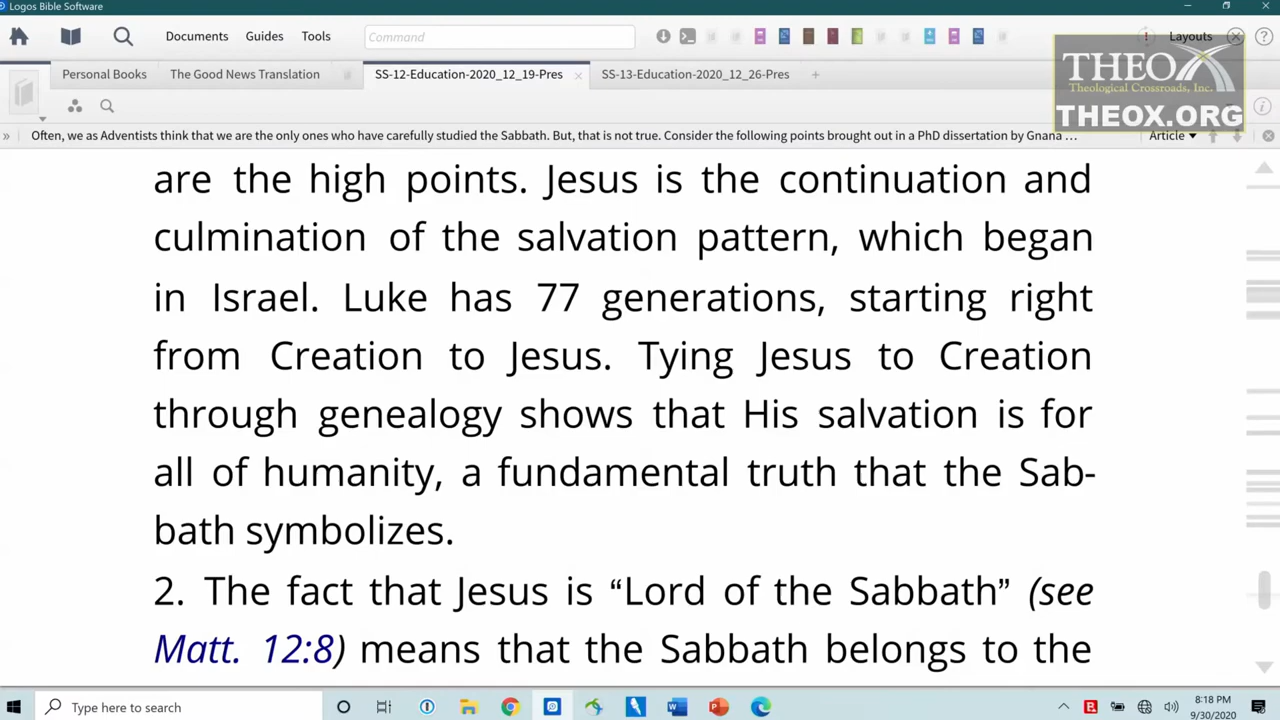 Logos Bible Software
Documents Guides Tools Command Layouts
THEOX
Theological Crossroads, Inc.
THEOX.ORG
Personal Books The Good News Translation SS-12-Education-2020_12_19-Pres SS-13-Education-2020_12_26-Pres
Often, we as Adventists think that we are the only ones who have carefully studied the Sabbath. But, that is not true. Consider the following points brought out in a PhD dissertation by Gnana ... Article
are the high points. Jesus is the continuation and
culmination of the salvation pattern, which began
in Israel. Luke has 77 generations, starting right
from Creation to Jesus. Tying Jesus to Creation
through genealogy shows that His salvation is for
all of humanity, a fundamental truth that the Sab-
bath symbolizes.
2. The fact that Jesus is “Lord of the Sabbath” (see
Matt. 12:8) means that the Sabbath belongs to the
Type here to search
8:18 PM
9/30/2020